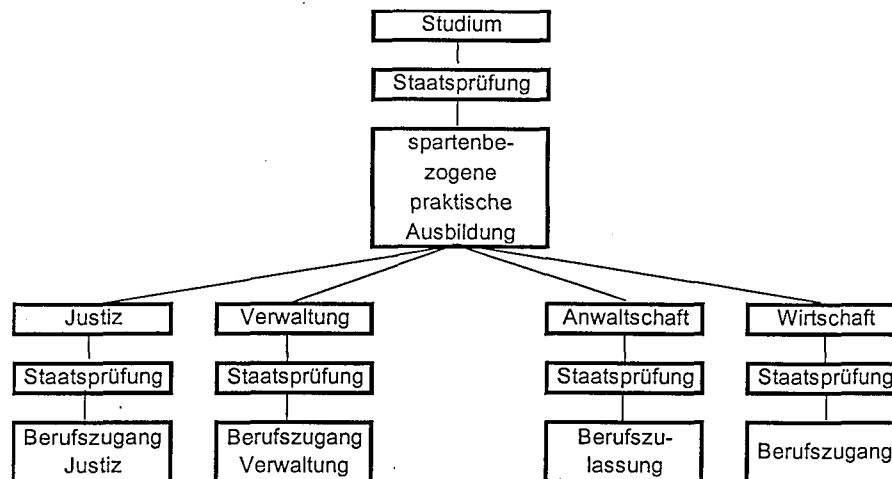 Studium
Staatsprüfung
spartenbe-
zogene
praktische
Ausbildung
Justiz
Verwaltung
Anwaltschaft
Wirtschaft
Staatsprüfung
Staatsprüfung
Staatsprüfung
Staatsprüfung
Berufszugang
Justiz
Berufszugang
Verwaltung
Berufszu-
lassung
Berufszugang